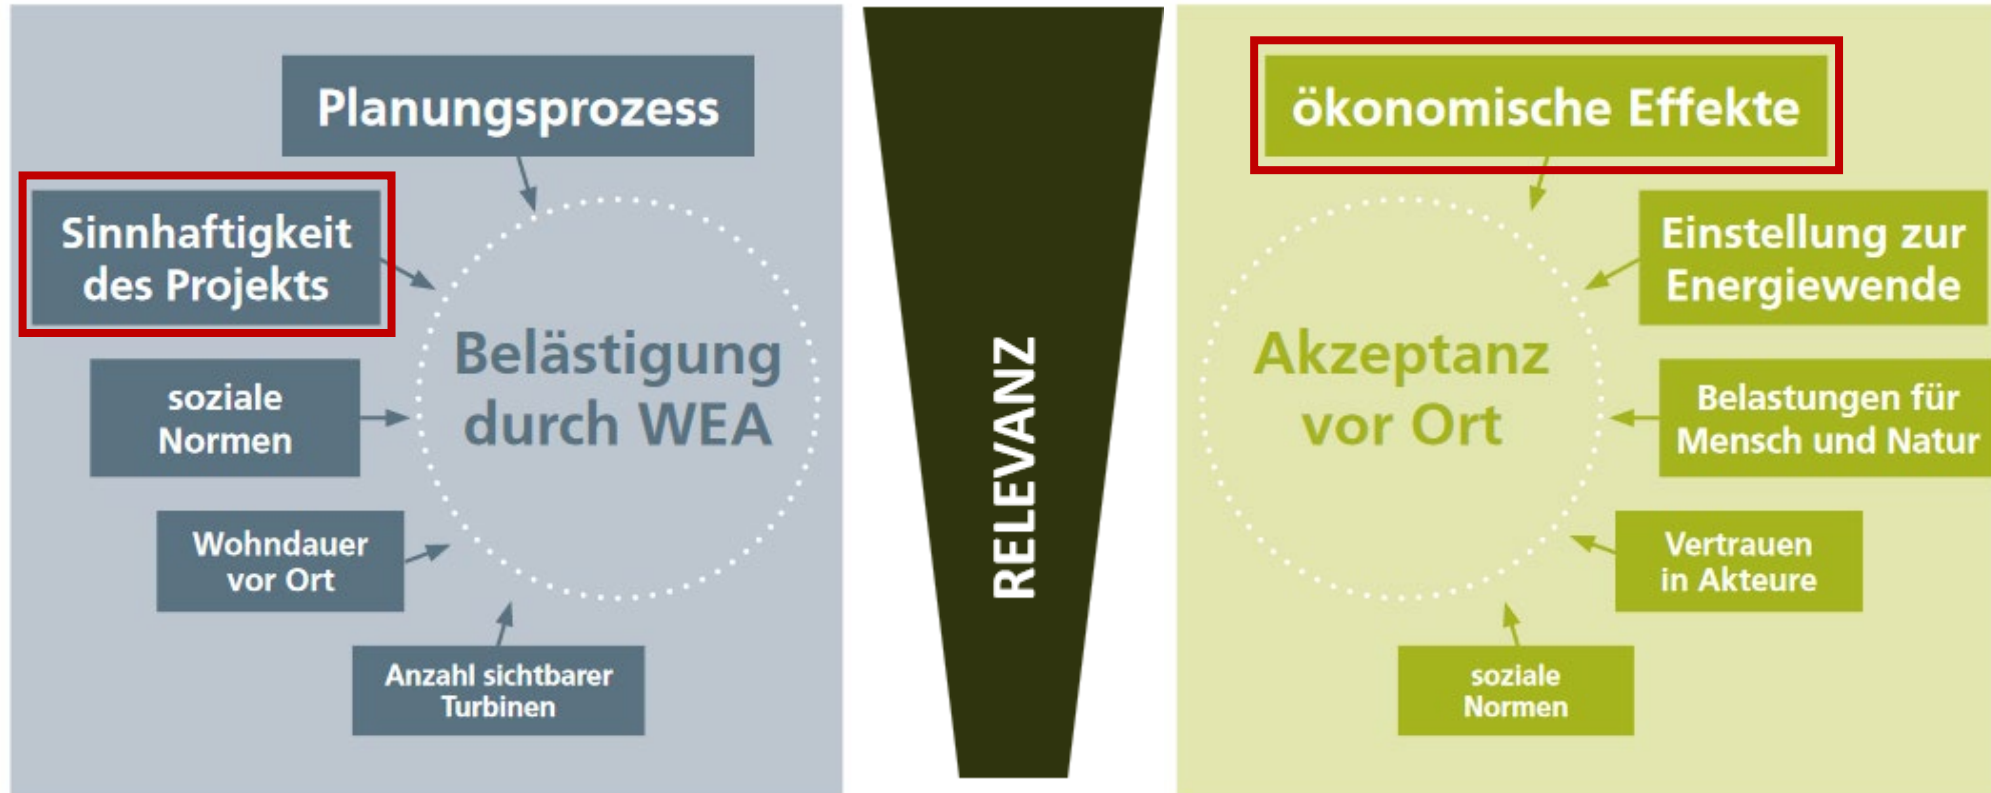 Planungsprozess
Sinnhaftigkeit
des Projekts
soziale
Normen
Wohndauer
vor Ort
Anzahl sichtbarer
Turbinen
Belästigung
durch WEA
RELEVANZ
ökonomische Effekte
Einstellung zur
Energiewende
Belastungen für
Mensch und Natur
Vertrauen
in Akteure
soziale
Normen
Akzeptanz
vor Ort